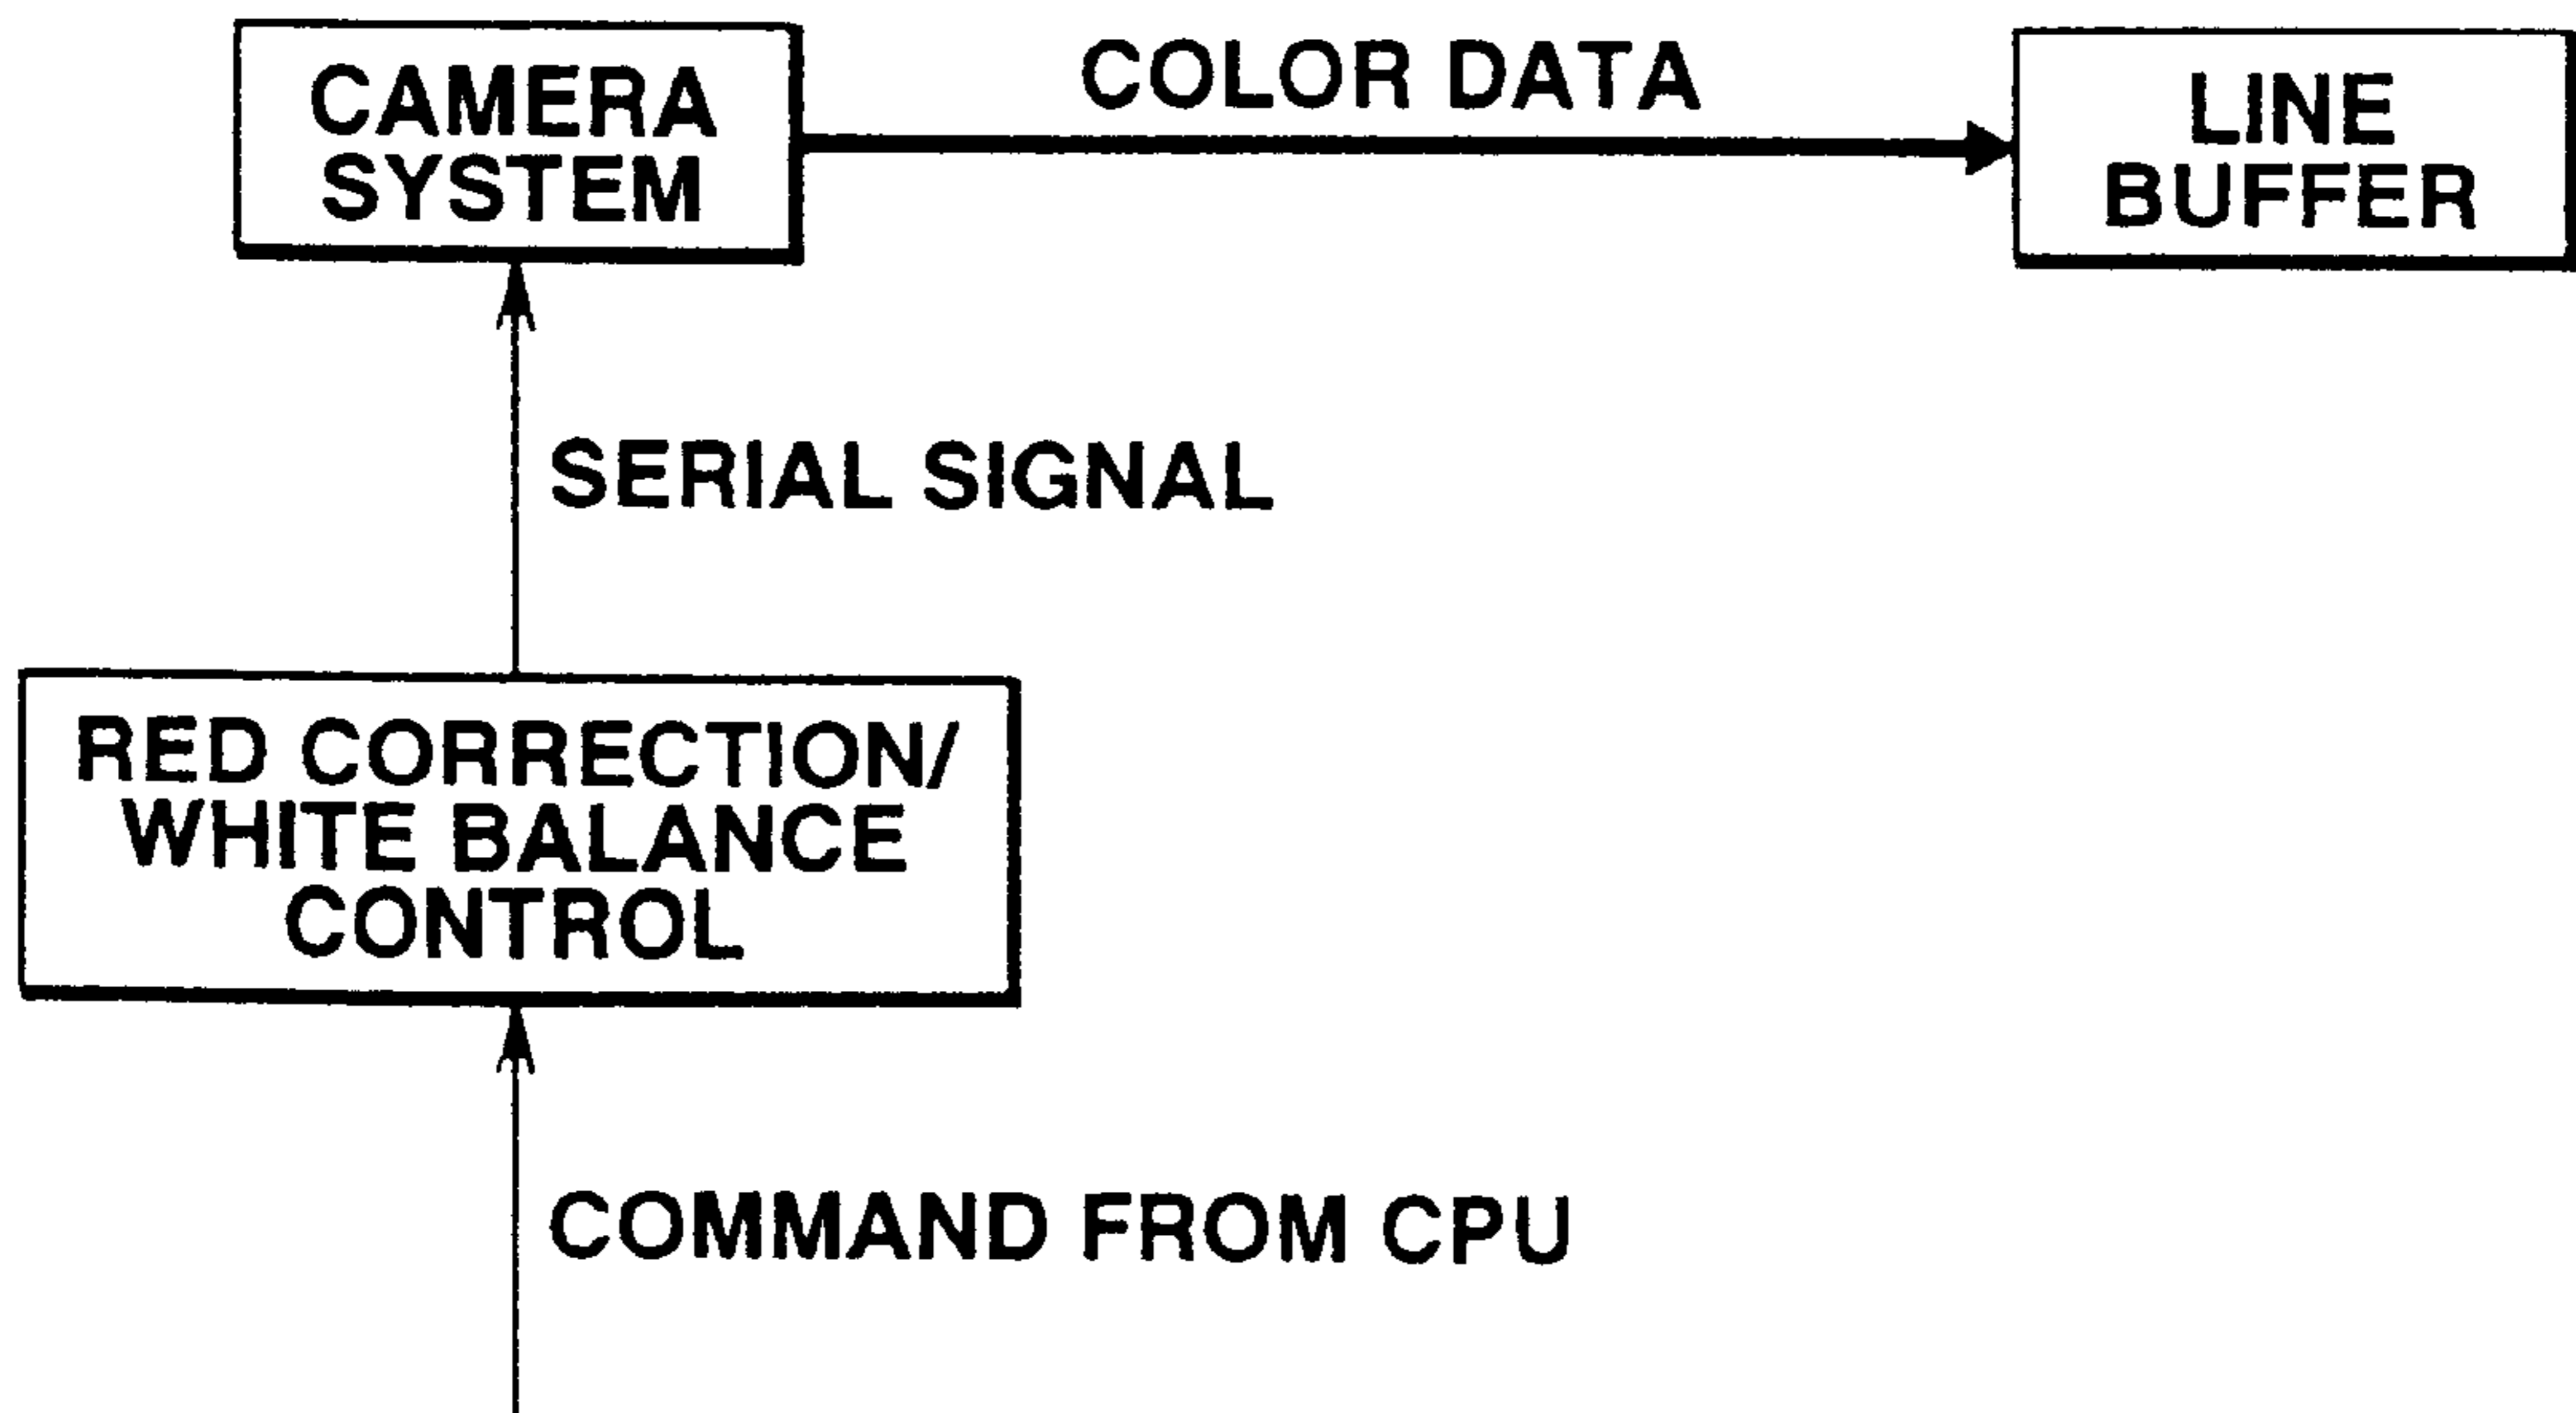 CAMERA
SYSTEM
COLOR DATA
LINE
BUFFER
SERIAL SIGNAL
RED CORRECTION/
WHITE BALANCE
CONTROL
COMMAND FROM CPU